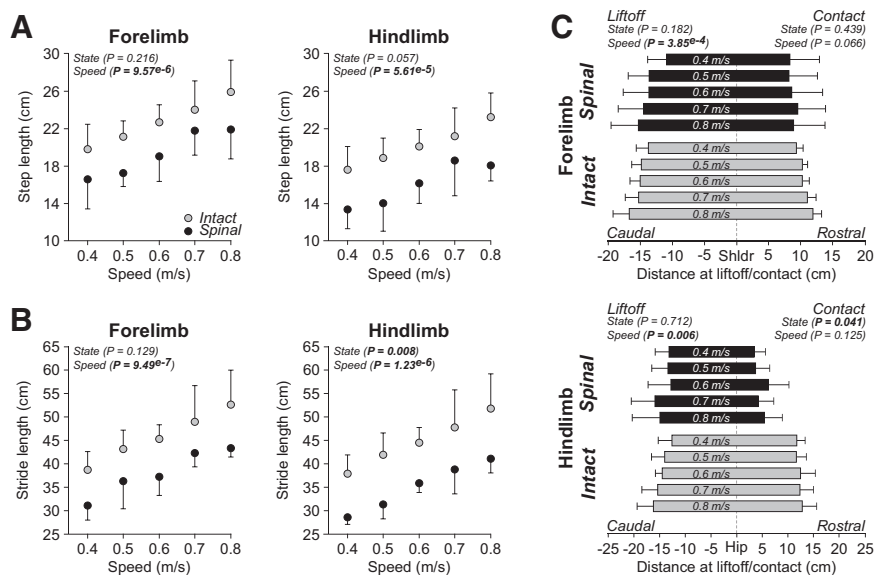 A
Forelimb
State (P = 0.216)
Speed (P = 9.57e-6)
Step length (cm)
30
26
22
18
14
10
Intact
Spinal
0.4 0.5 0.6 0.7 0.8
Speed (m/s)
Hindlimb
State (P = 0.057)
Speed (P = 5.61e-5)
Step length (cm)
30
26
22
18
14
10
0.4 0.5 0.6 0.7 0.8
Speed (m/s)
B
Forelimb
State (P = 0.129)
Speed (P = 9.49e-7)
Stride length (cm)
65
60
55
50
45
40
35
30
25
0.4 0.5 0.6 0.7 0.8
Speed (m/s)
Hindlimb
State (P = 0.008)
Speed (P = 1.23e-6)
Stride length (cm)
65
60
55
50
45
40
35
30
25
0.4 0.5 0.6 0.7 0.8
Speed (m/s)
C
Liftoff
State (P = 0.182)
Speed (P = 3.85e-4)
Contact
State (P = 0.439)
Speed (P = 0.066)
Forelimb
Spinal
0.4 m/s
0.5 m/s
0.6 m/s
0.7 m/s
0.8 m/s
Intact
0.4 m/s
0.5 m/s
0.6 m/s
0.7 m/s
0.8 m/s
Caudal Rostral
-20 -15 -10 -5 Shldr 5 10 15 20
Distance at liftoff/contact (cm)
Liftoff
State (P = 0.712)
Speed (P = 0.006)
Contact
State (P = 0.041)
Speed (P = 0.125)
Hindlimb
Spinal
0.4 m/s
0.5 m/s
0.6 m/s
0.7 m/s
0.8 m/s
Intact
0.4 m/s
0.5 m/s
0.6 m/s
0.7 m/s
0.8 m/s
Caudal Rostral
-25 -20 -15 -10 -5 Hip 5 10 15 20 25
Distance at liftoff/contact (cm)